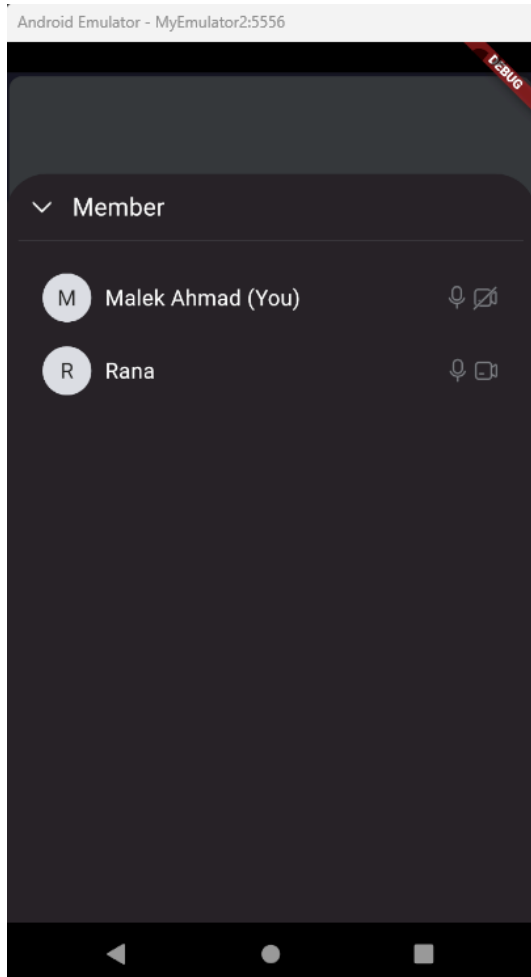 Android Emulator - MyEmulator2:5556
DEBUG
Member
M
Malek Ahmad (You)
R
Rana